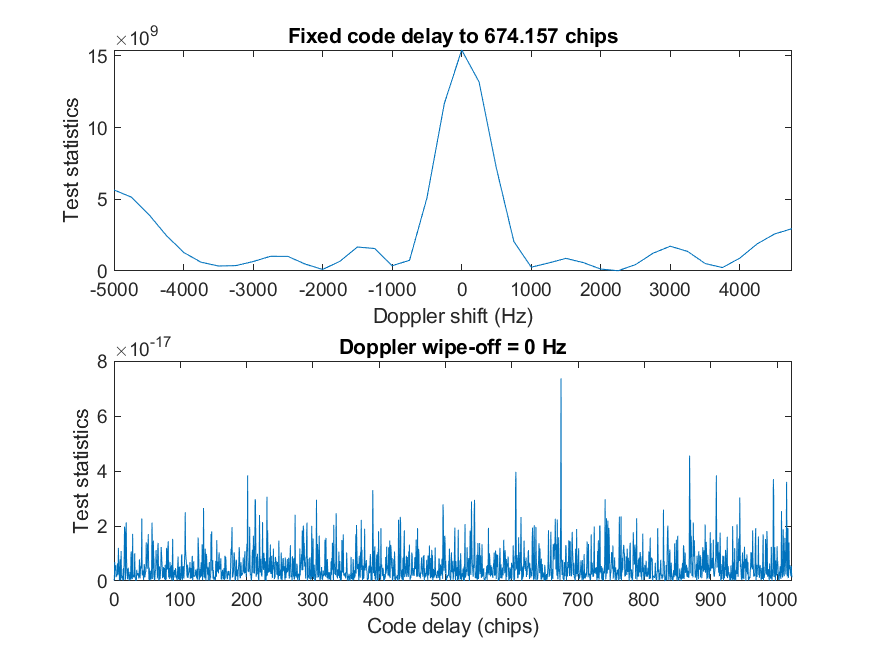 ×10^9
Fixed code delay to 674.157 chips
15
10
5
0
Test statistics
-5000 -4000 -3000 -2000 -1000 0 1000 2000 3000 4000
Doppler shift (Hz)
×10^-17
Doppler wipe-off = 0 Hz
8
6
4
2
0
Test statistics
0 100 200 300 400 500 600 700 800 900 1000
Code delay (chips)